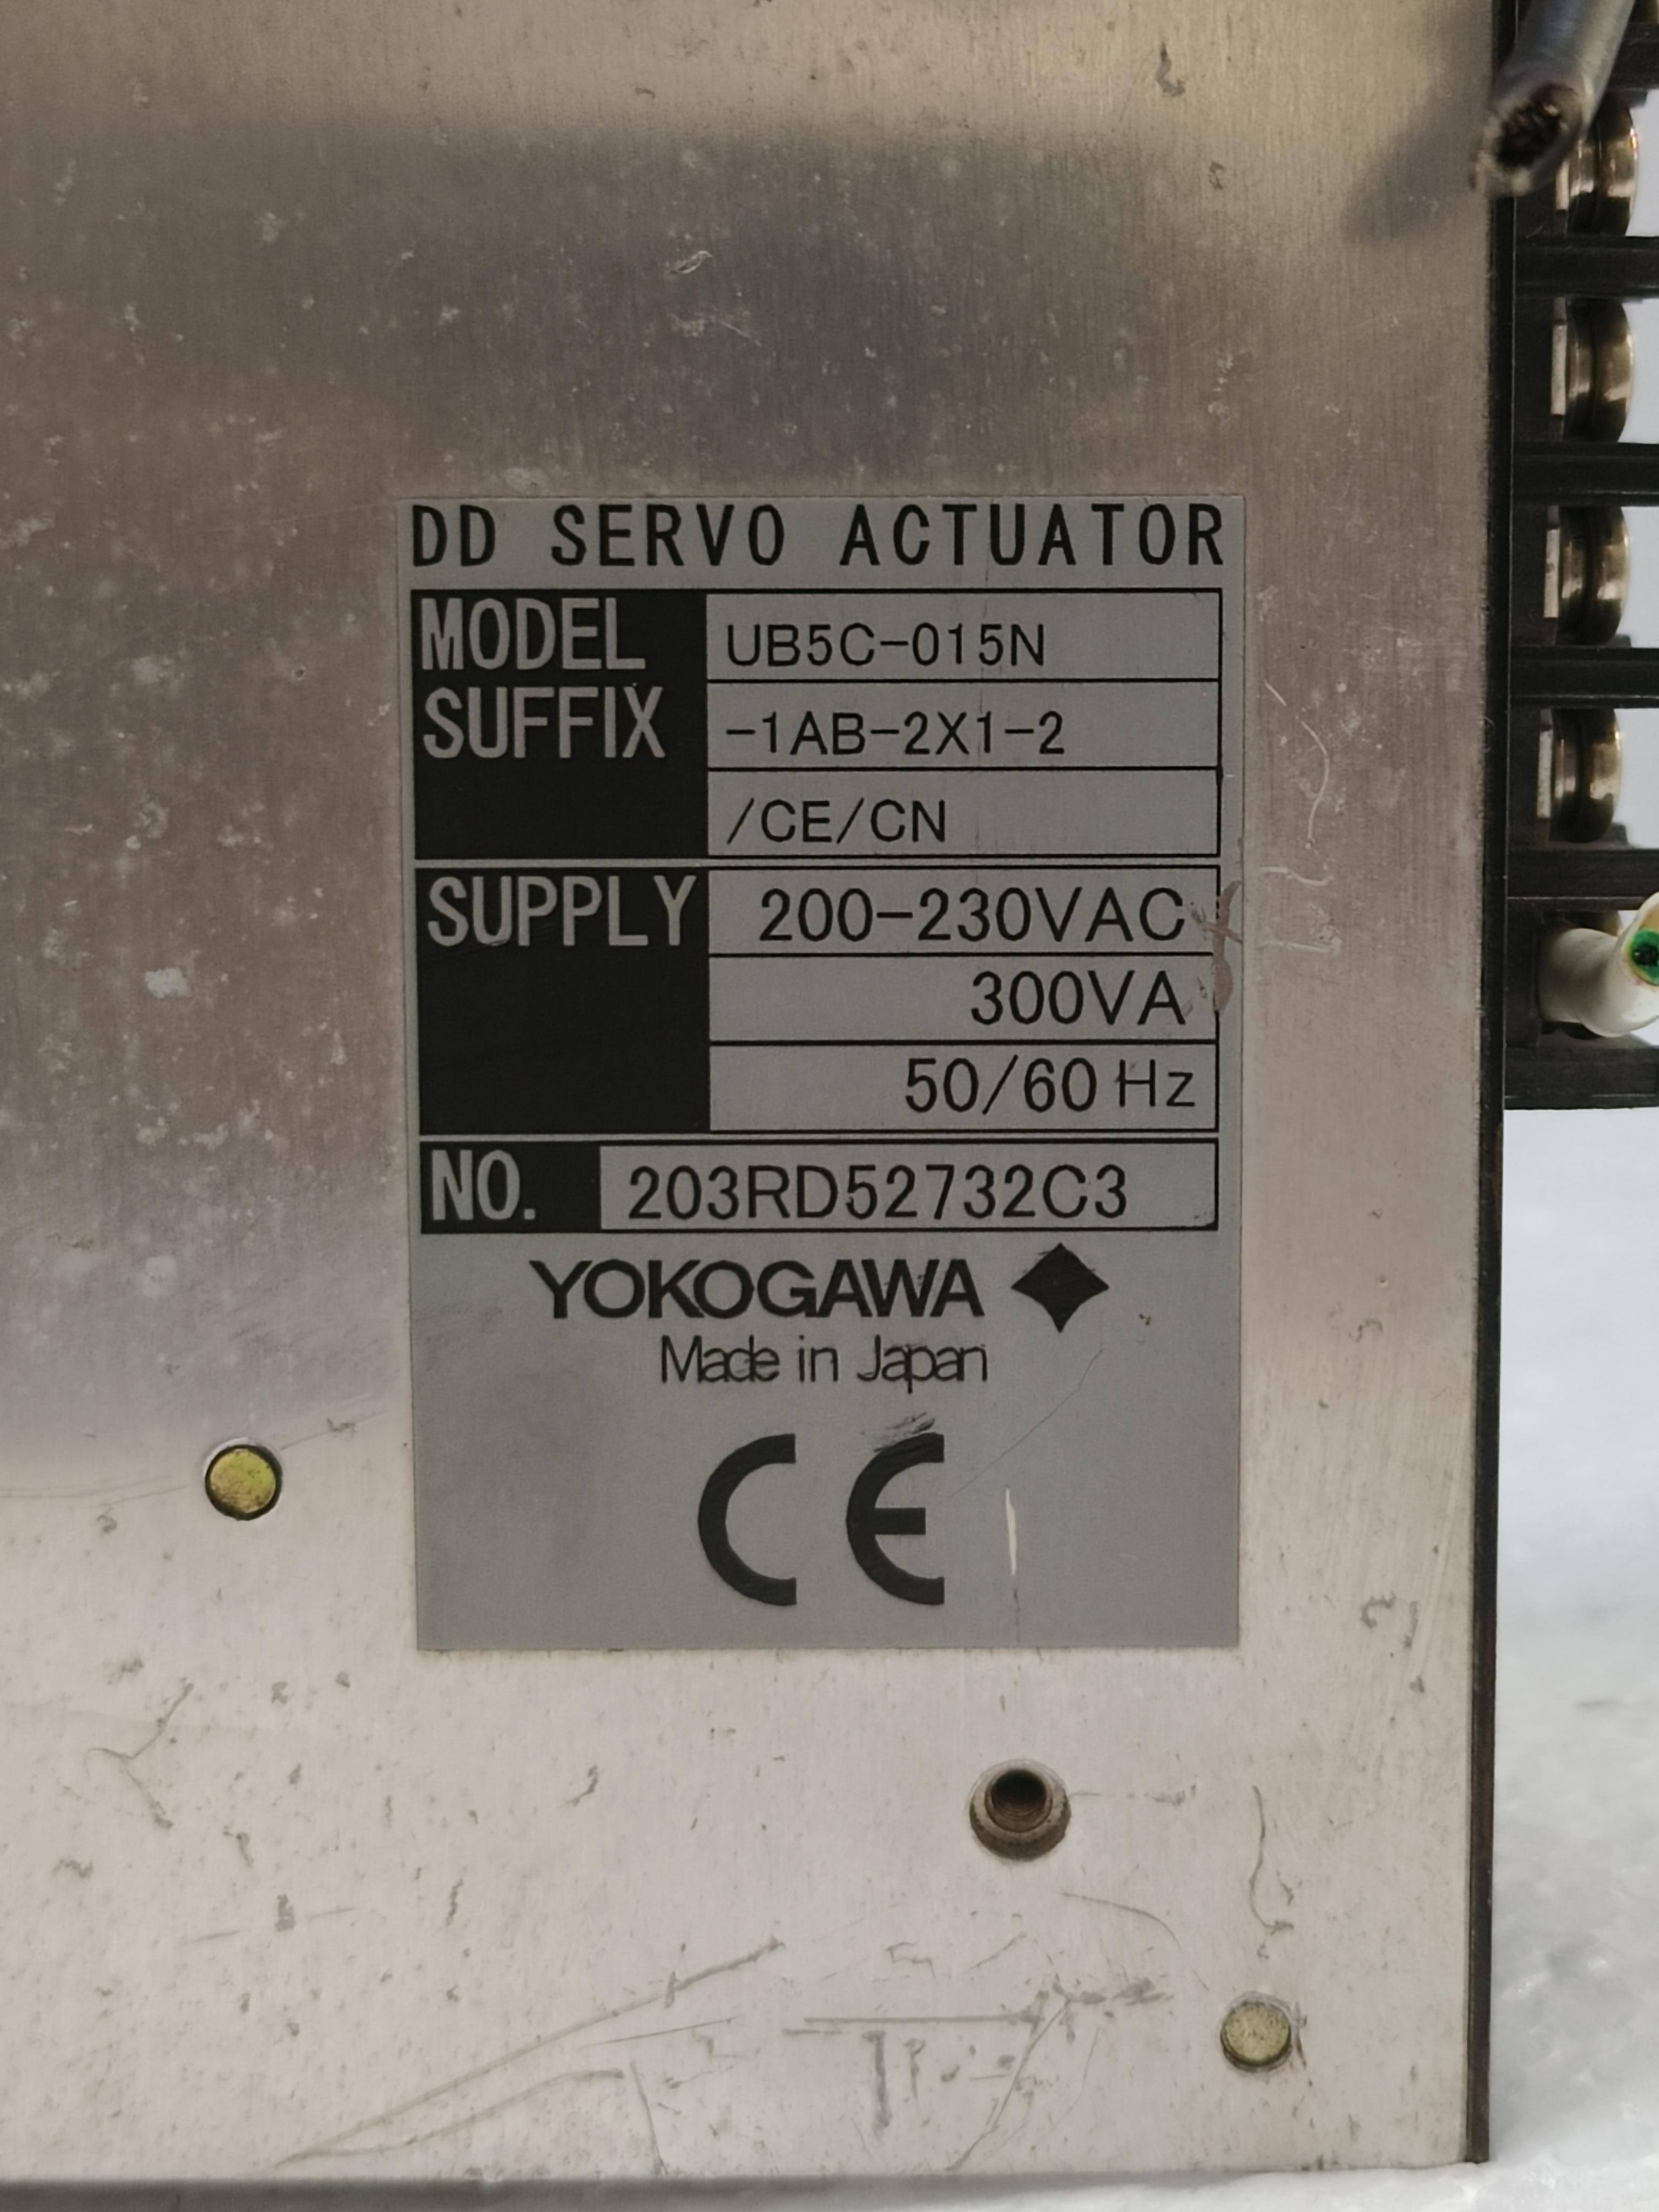 DD SERVO ACTUATOR
MODEL UB5C-015N
SUFFIX -1AB-2X1-2
/CE/CN
SUPPLY 200-230VAC
300VA
50/60 Hz
NO. 203RD52732C3
YOKOGAWA
Made in Japan
CE